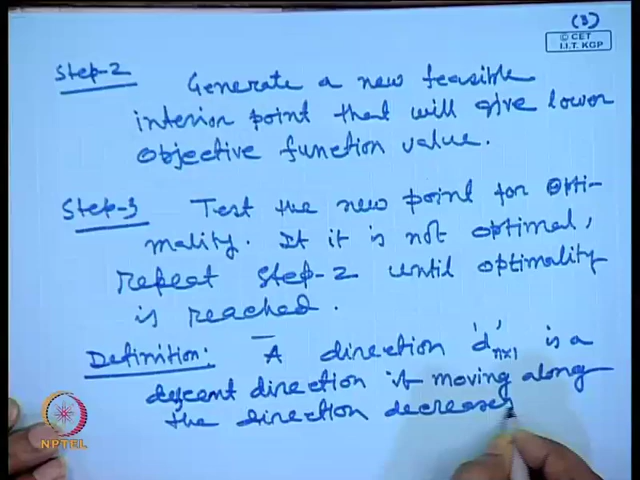 (3)
© CET
I.I.T. KGP
Step-2 Generate a new feasible
interior point that will give lower
objective function value.
Step-3 Test the new point for opti-
mality. If it is not optimal,
repeat Step-2 until optimality
is reached.
Definition: A direction 'd'nx1 is a
descent direction if moving along
the direction decreases
NPTEL